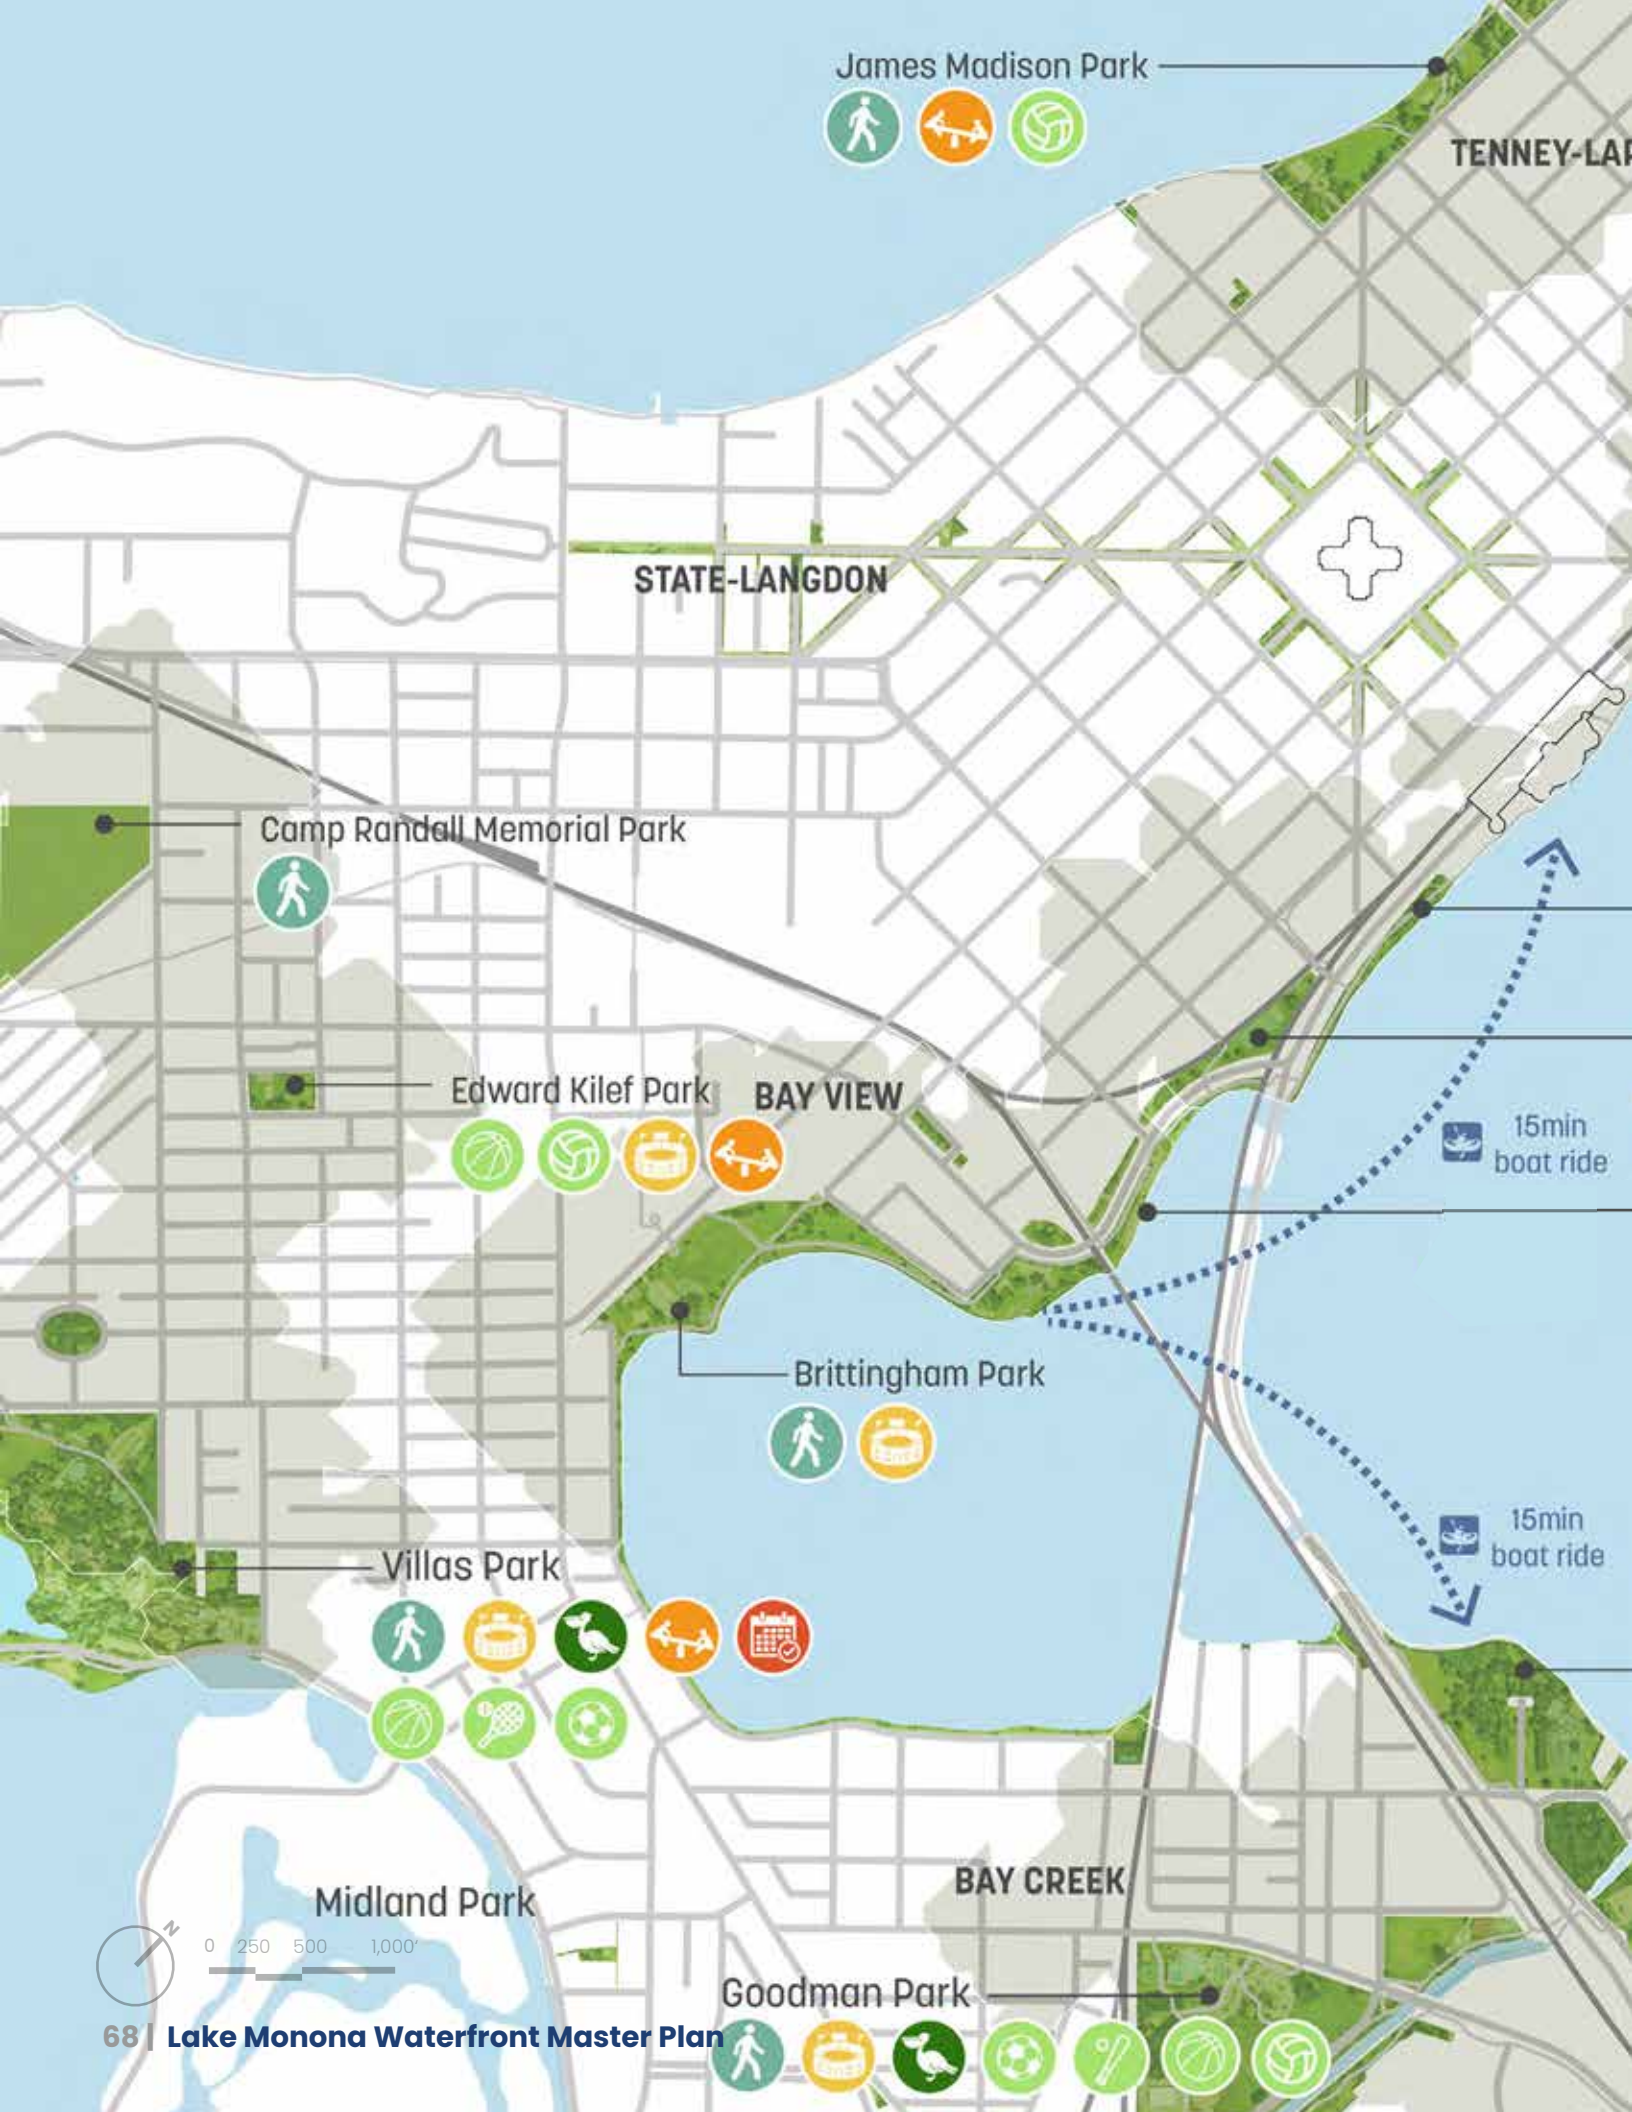 James Madison Park
TENNEY-LAP
STATE-LANGDON
Camp Randall Memorial Park
Edward Kilef Park
BAY VIEW
15min
boat ride
Brittingham Park
15min
boat ride
Villas Park
BAY CREEK
Midland Park
N
0 250 500 1,000'
Goodman Park
68| Lake Monona Waterfront Master Plan